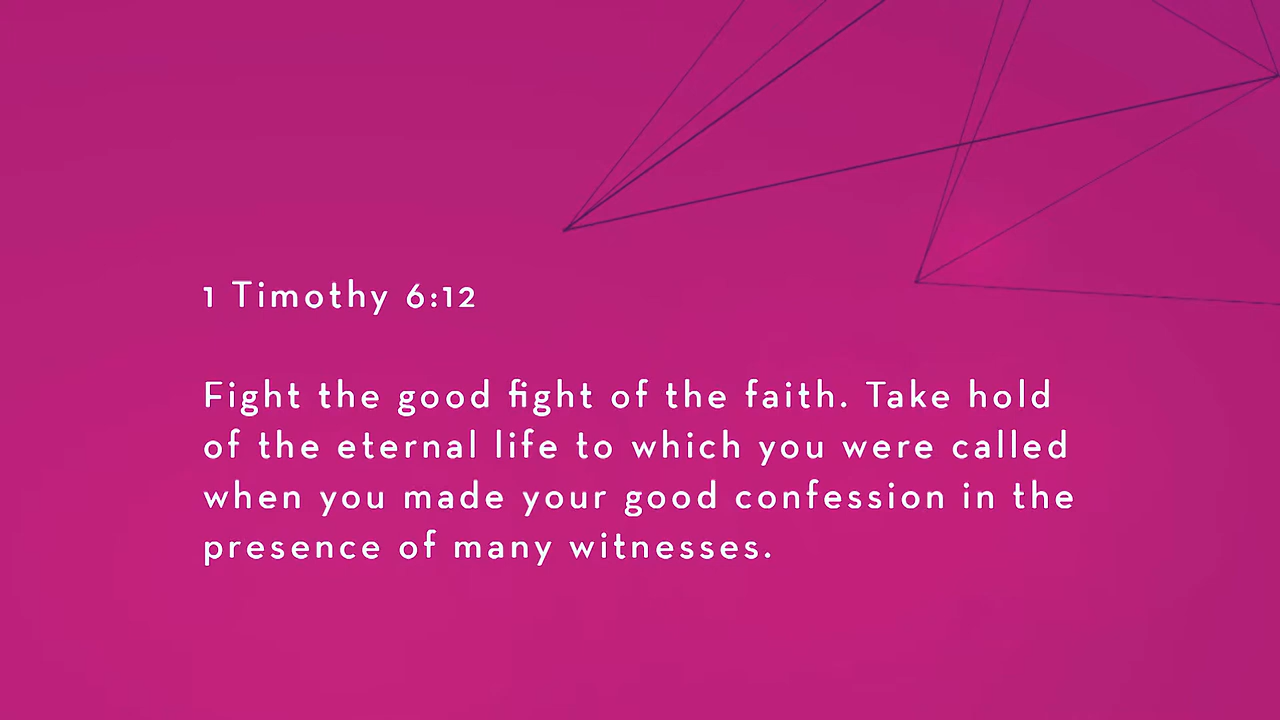 1 Timothy 6:12
Fight the good fight of the faith. Take hold
of the eternal life to which you were called
when you made your good confession in the
presence of many witnesses.